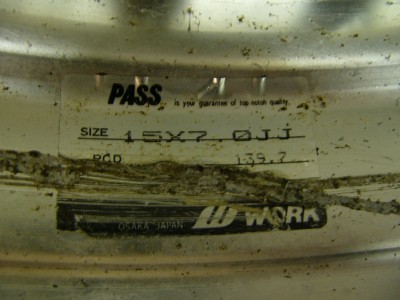 PASS
is your guarantee of top-notch quality.
SIZE 15X7.0JJ
PCD 139.7
OSAKA JAPAN W WORK